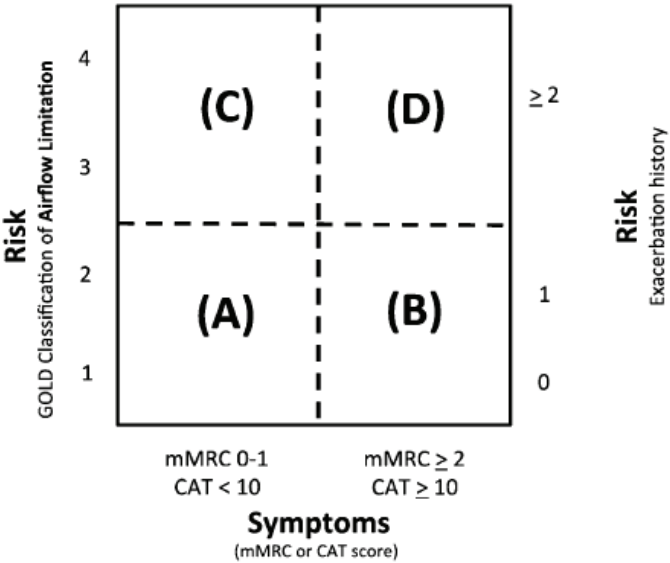 Risk
GOLD Classification of Airflow Limitation
4
3
2
1
(C)
(D)
(A)
(B)
≥ 2
1
0
Risk
Exacerbation history
mMRC 0-1
CAT < 10
mMRC ≥ 2
CAT ≥ 10
Symptoms
(mMRC or CAT score)